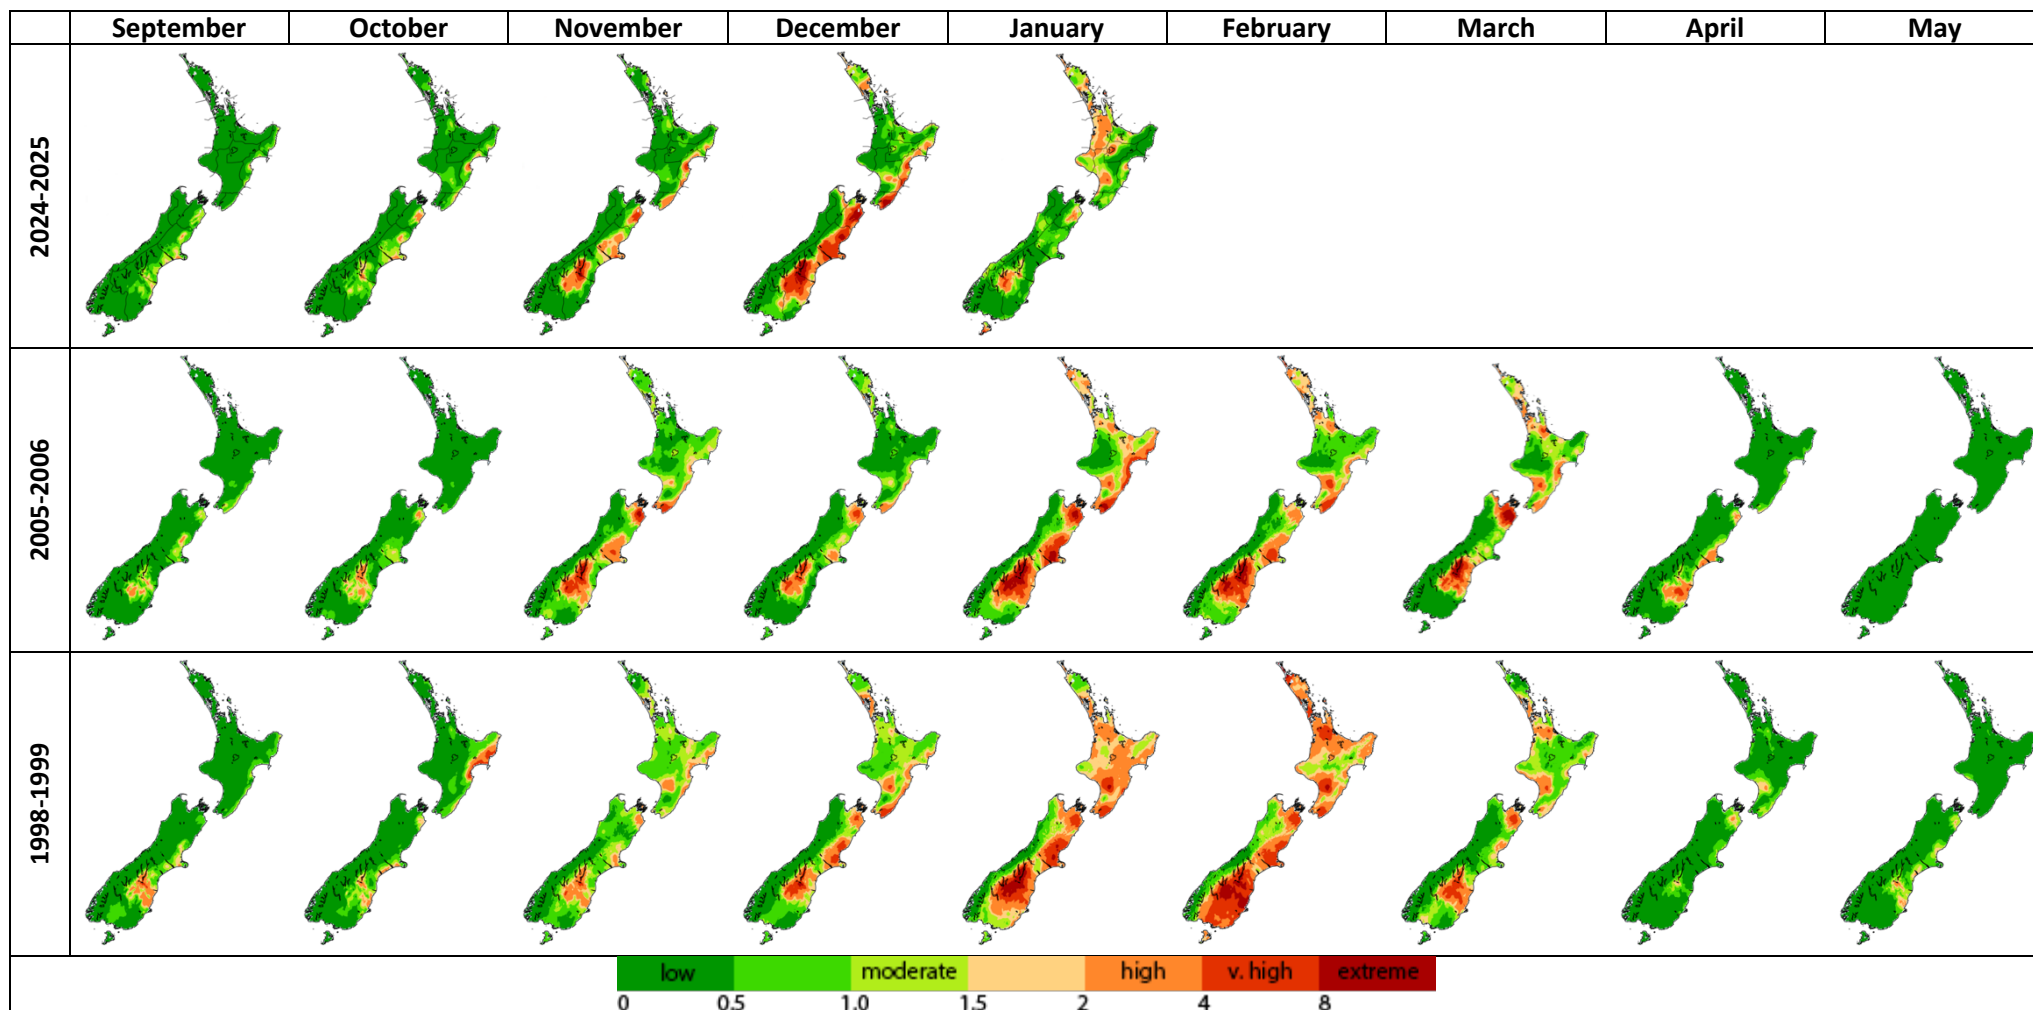 September October November December January February March April May
2024-2025
2005-2006
1998-1999
low moderate high v. high extreme
0 0.5 1.0 1.5 2 4 8